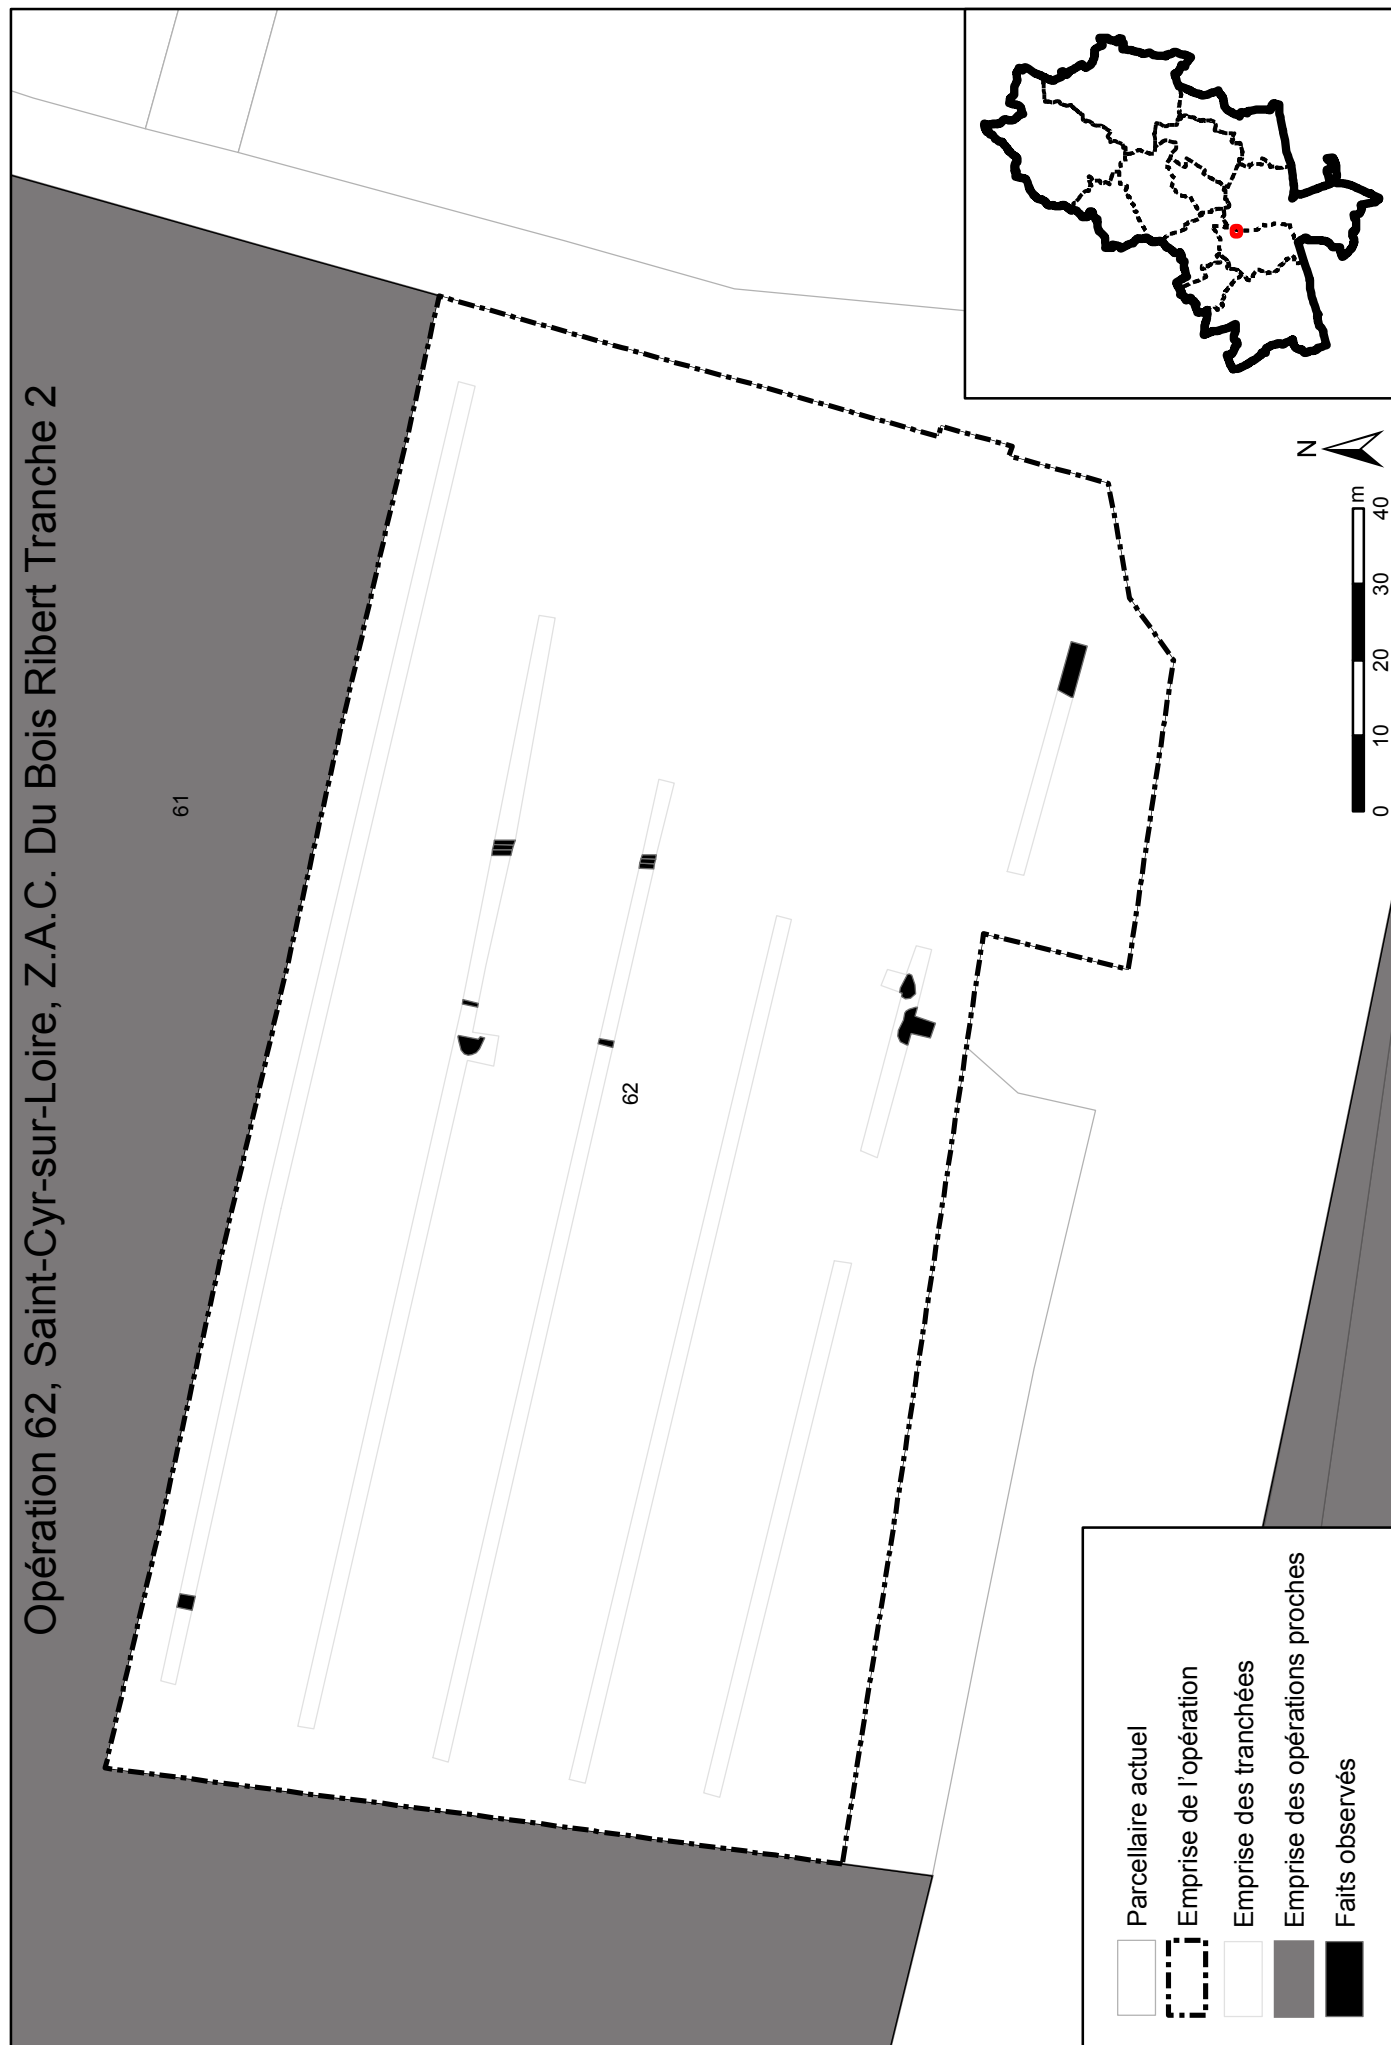 Opération 62, Saint-Cyr-sur-Loire, Z.A.C. Du Bois Ribert Tranche 2
61
62
N
m
0 10 20 30 40
Parcellaire actuel
Emprise de l'opération
Emprise des tranchées
Emprise des opérations proches
Faits observés